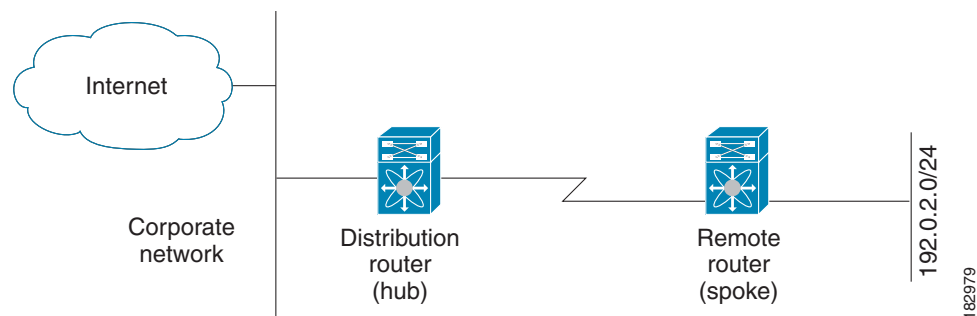 Internet
Corporate
network
Distribution
router
(hub)
Remote
router
(spoke)
192.0.2.0/24
182979